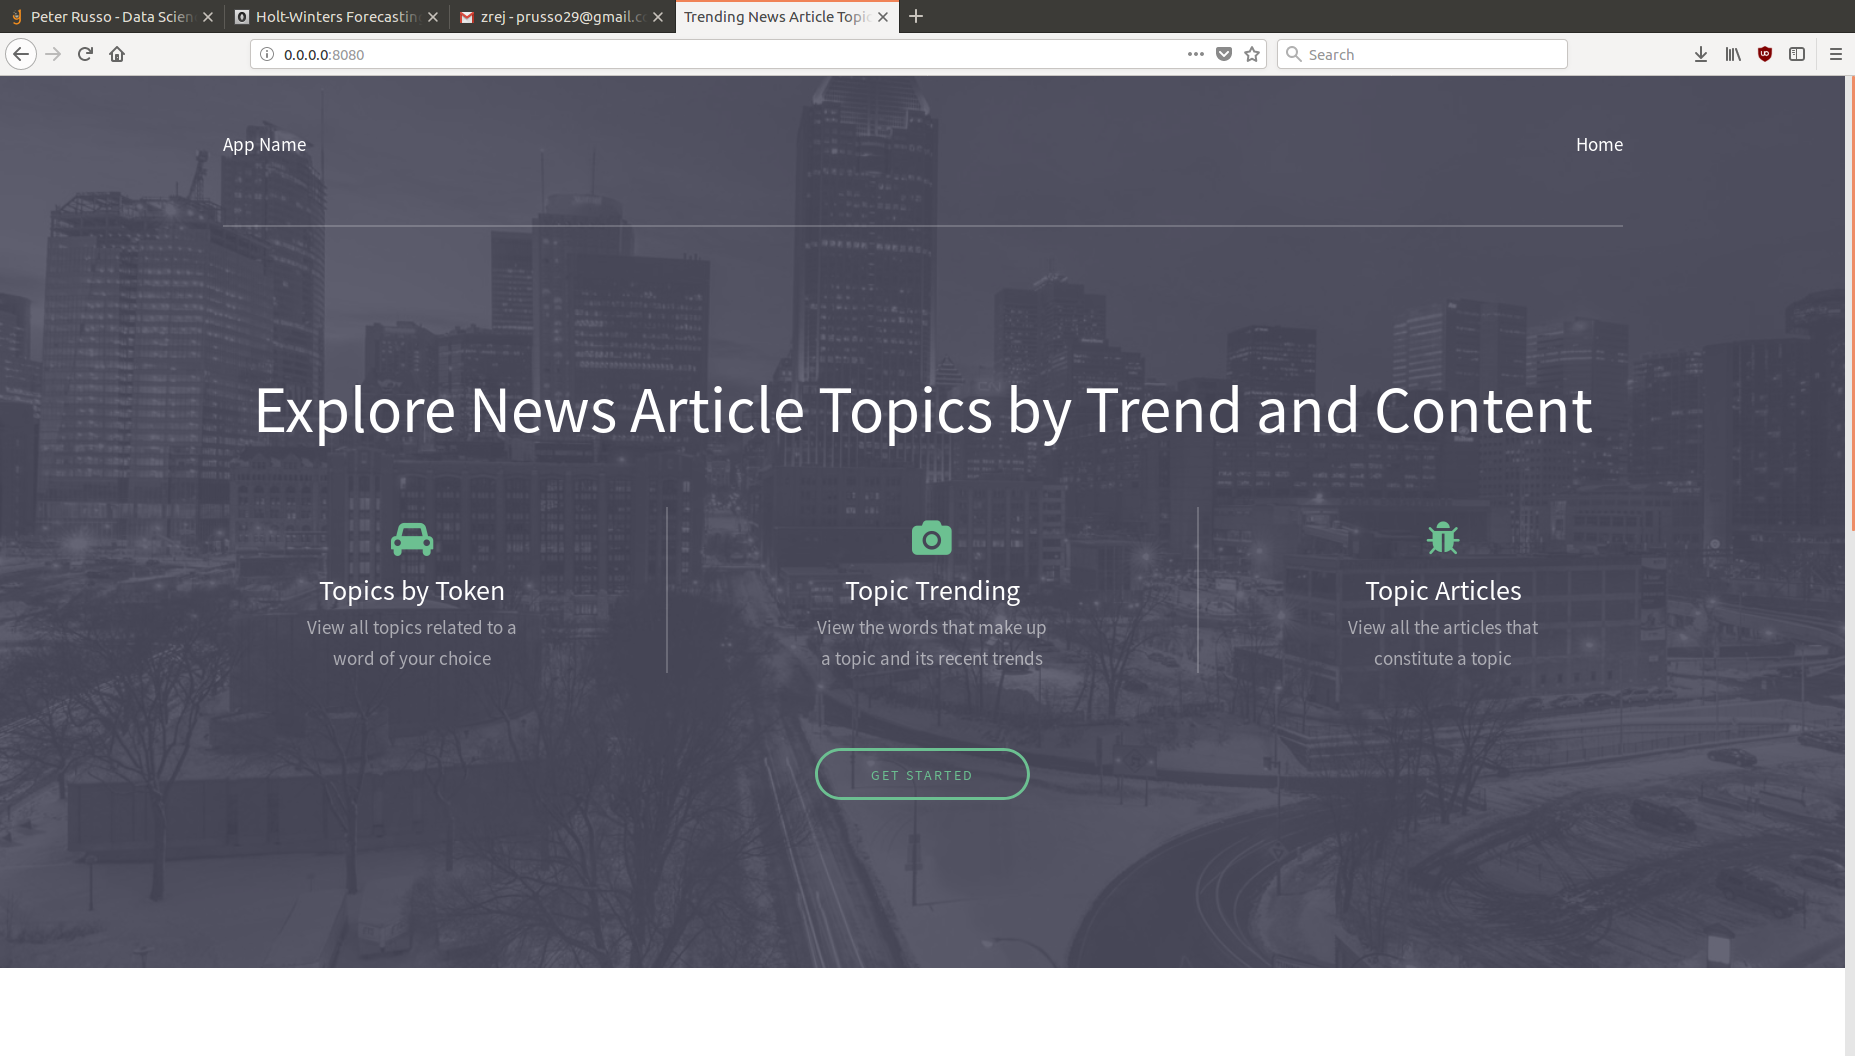 Peter Russo - Data Scien
Holt-Winters Forecasting
zrej - prusso29@gmail.c
Trending News Article Topic
0.0.0.0:8080
Search
App Name
Home
Explore News Article Topics by Trend and Content
Topics by Token
View all topics related to a
word of your choice
Topic Trending
View the words that make up
a topic and its recent trends
Topic Articles
View all the articles that
constitute a topic
GET STARTED